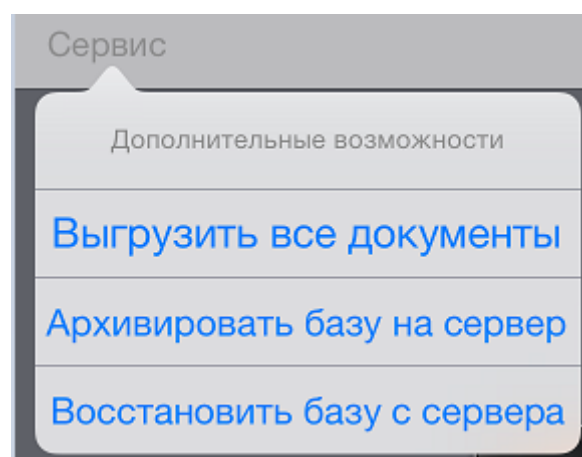 Сервис
Дополнительные возможности
Выгрузить все документы
Архивировать базу на сервер
Восстановить базу с сервера